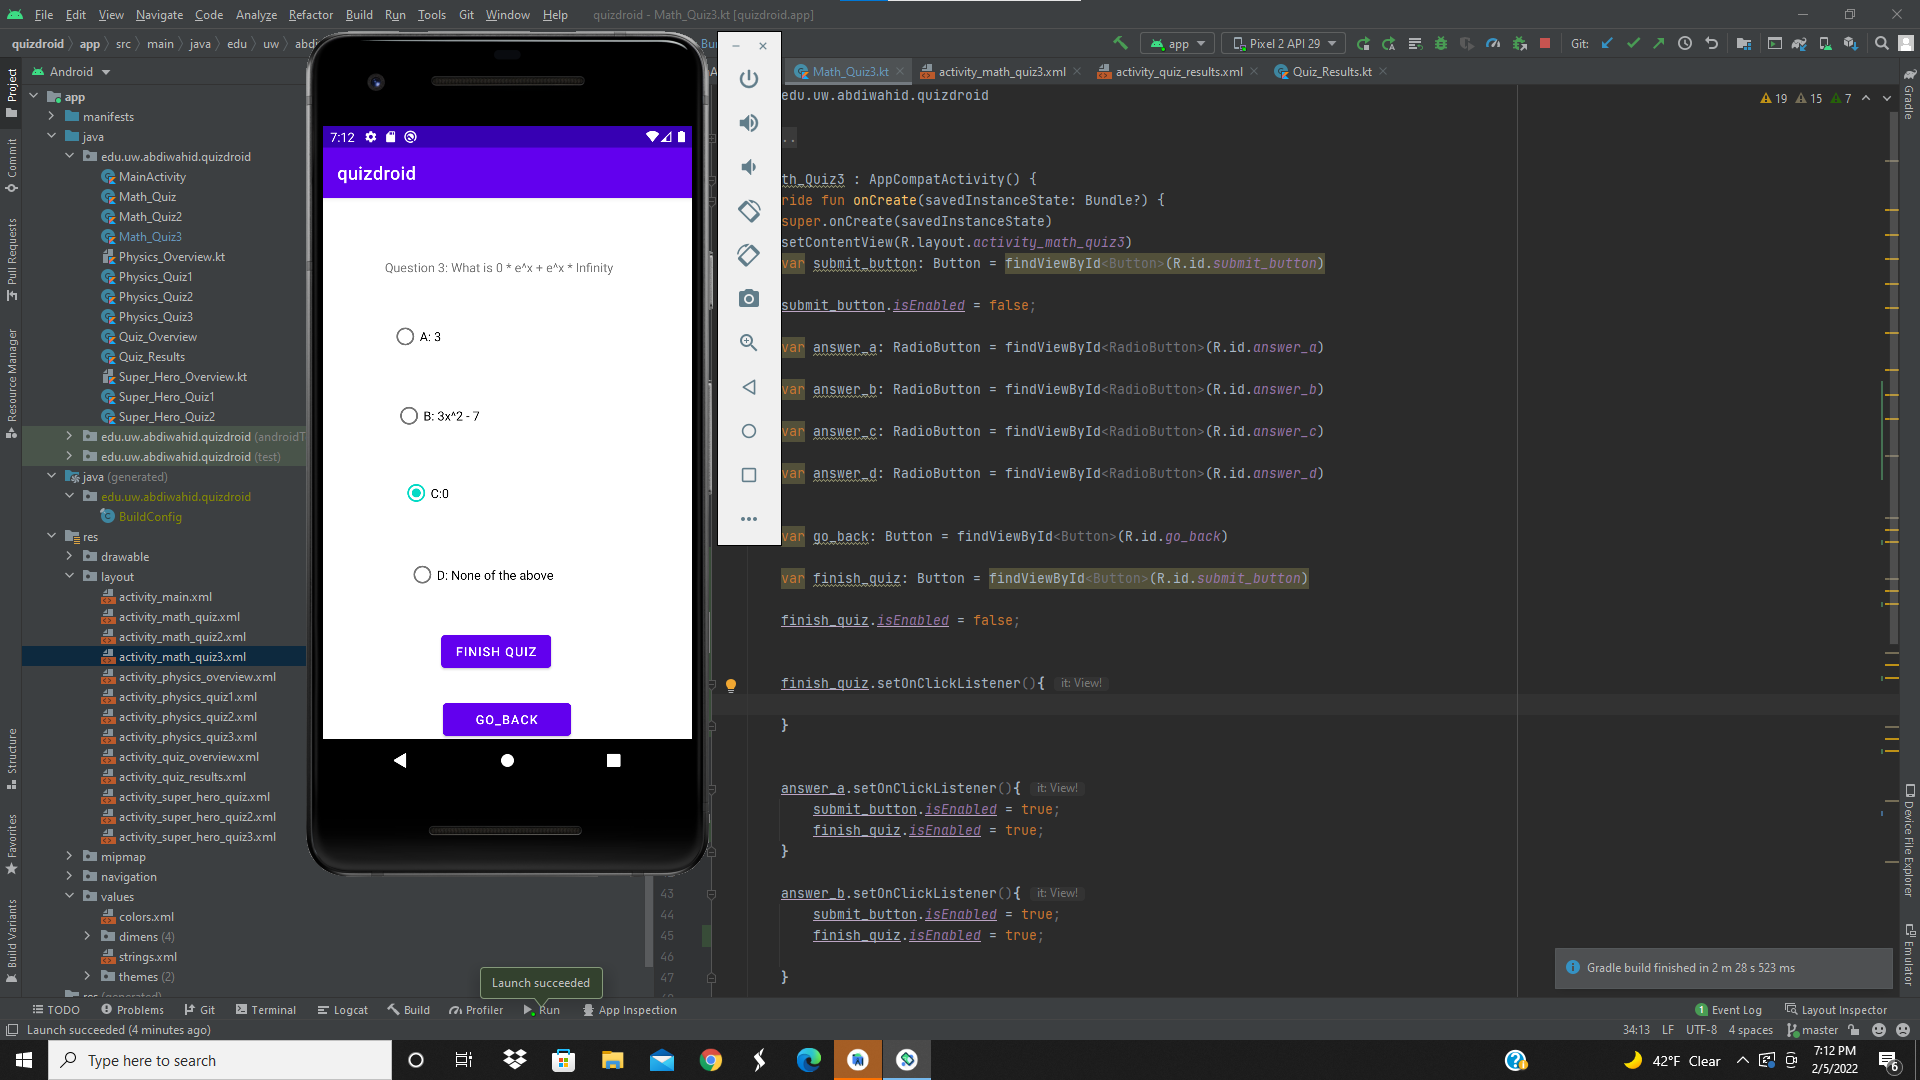 File Edit View Navigate Code Analyze Refactor Build Run Tools Git Window Help quizdroid - Math_Quiz3.kt [quizdroid.app]
quizdroid app src main java edu uw
app Pixel 2 API 29 Git:
Android
Math_Quiz3.kt activity_math_quiz3.xml activity_quiz_results.xml Quiz_Results.kt
Project
Commit
Pull Requests
Resource Manager
Structure
Favorites
Build Variants
app
manifests
java
edu.uw.abdiwahid.quizdroid
MainActivity
Math_Quiz
Math_Quiz2
Math_Quiz3
Physics_Overview.kt
Physics_Quiz1
Physics_Quiz2
Physics_Quiz3
Quiz_Overview
Quiz_Results
Super_Hero_Overview.kt
Super_Hero_Quiz1
Super_Hero_Quiz2
edu.uw.abdiwahid.quizdroid (androidT
edu.uw.abdiwahid.quizdroid (test)
java (generated)
edu.uw.abdiwahid.quizdroid
BuildConfig
res
drawable
layout
activity_main.xml
activity_math_quiz.xml
activity_math_quiz2.xml
activity_math_quiz3.xml
activity_physics_overview.xml
activity_physics_quiz1.xml
activity_physics_quiz2.xml
activity_physics_quiz3.xml
activity_quiz_overview.xml
activity_quiz_results.xml
activity_super_hero_quiz.xml
activity_super_hero_quiz2.xml
activity_super_hero_quiz3.xml
mipmap
navigation
values
colors.xml
dimens (4)
strings.xml
themes (2)
7:12
quizdroid
Question 3: What is 0 * e^x + e^x * Infinity
A: 3
B: 3x^2 - 7
C:0
D: None of the above
FINISH QUIZ
GO_BACK
edu.uw.abdiwahid.quizdroid
19 15 7
..
th_Quiz3 : AppCompatActivity() {
ride fun onCreate(savedInstanceState: Bundle?) {
super.onCreate(savedInstanceState)
setContentView(R.layout.activity_math_quiz3)
var submit_button: Button = findViewById<Button>(R.id.submit_button)
submit_button.isEnabled = false;
var answer_a: RadioButton = findViewById<RadioButton>(R.id.answer_a)
var answer_b: RadioButton = findViewById<RadioButton>(R.id.answer_b)
var answer_c: RadioButton = findViewById<RadioButton>(R.id.answer_c)
var answer_d: RadioButton = findViewById<RadioButton>(R.id.answer_d)
var go_back: Button = findViewById<Button>(R.id.go_back)
var finish_quiz: Button = findViewById<Button>(R.id.submit_button)
finish_quiz.isEnabled = false;
finish_quiz.setOnClickListener(){ it: View!
}
answer_a.setOnClickListener(){ it: View!
submit_button.isEnabled = true;
finish_quiz.isEnabled = true;
}
43 answer_b.setOnClickListener(){ it: View!
44 submit_button.isEnabled = true;
45 finish_quiz.isEnabled = true;
46
47 }
Gradle
Device File Explorer
Emulator
Gradle build finished in 2 m 28 s 523 ms
Launch succeeded
TODO Problems Git Terminal Logcat Build Profiler Run App Inspection 1 Event Log Layout Inspector
Launch succeeded (4 minutes ago) 34:13 LF UTF-8 4 spaces master
Type here to search
42°F Clear
7:12 PM
2/5/2022
6